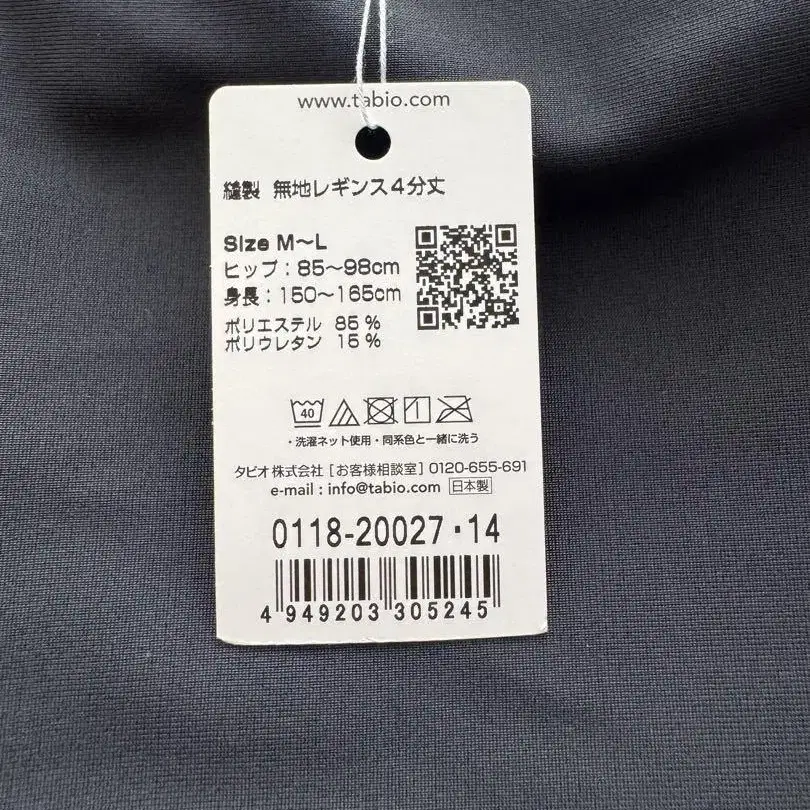 www.tabio.com
縫製 無地レギンス4分丈
Size M～L
ヒップ：85～98cm
身長：150～165cm
ポリエステル 85％
ポリウレタン 15％
40
・洗濯ネット使用・同系色と一緒に洗う
タビオ株式会社［お客様相談室］0120-655-691
e-mail : info@tabio.com 日本製
0118-20027・14
4 949203 305245